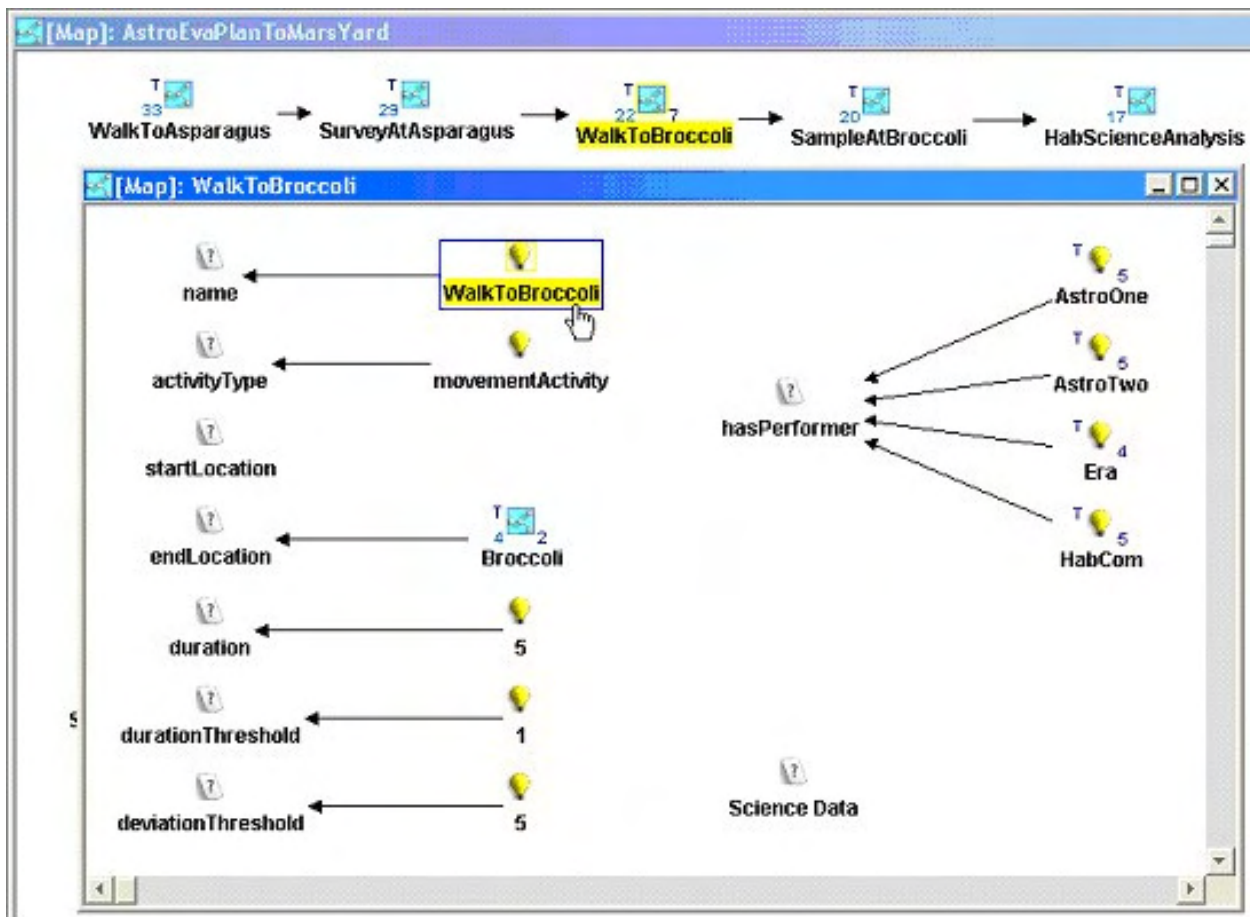 [Map]: AstroEvaPlanToMarsYard
T T T T T
33 29 22 7 20 17
WalkToAsparagus SurveyAtAsparagus WalkToBroccoli SampleAtBroccoli HabScienceAnalysis
[Map]: WalkToBroccoli
? ? T 5
name WalkToBroccoli AstroOne
? T 5
activityType movementActivity AstroTwo
?
hasPerformer
? T 4
startLocation Era
? T 4 2 T 5
endLocation Broccoli HabCom
?
duration 5
?
durationThreshold 1
? ?
deviationThreshold 5 Science Data